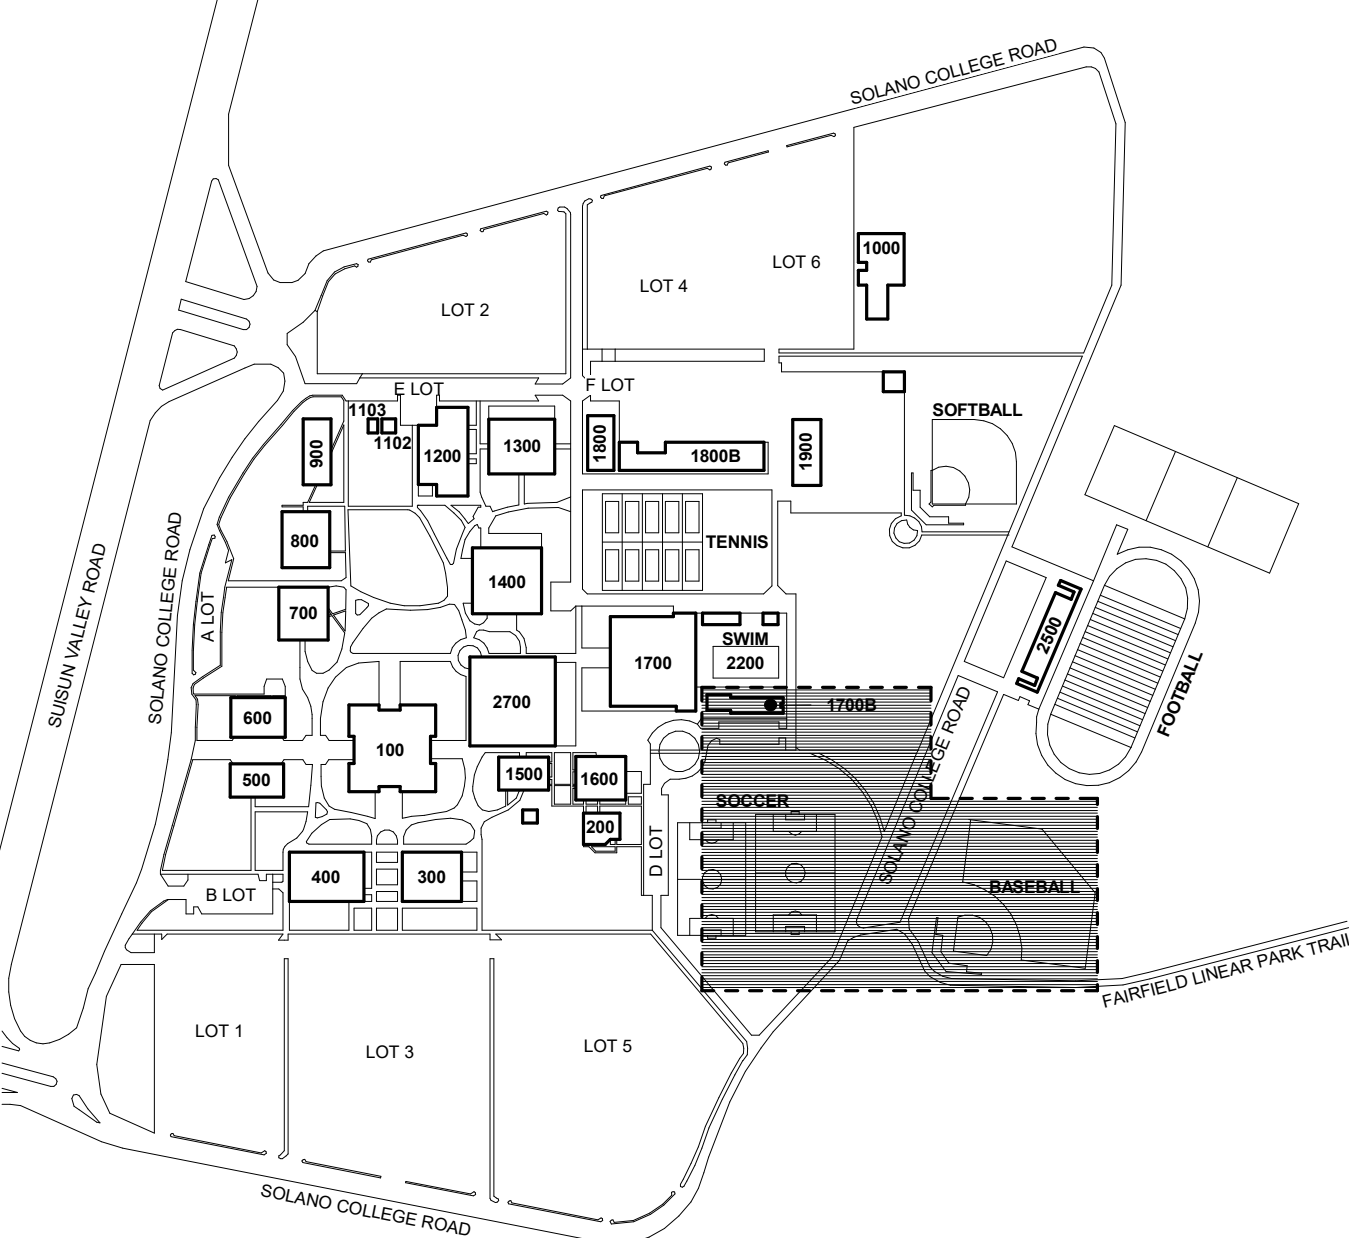 SOLANO COLLEGE ROAD
1000
LOT 6
LOT 4
LOT 2
E LOT
F LOT
1103
1102
SOFTBALL
900
1200
1300
1800
1800B
1900
800
TENNIS
1400
SUISUN VALLEY ROAD
SOLANO COLLEGE ROAD
A LOT
700
2500
SWIM
1700
2200
FOOTBALL
600
2700
1700B
100
SOLANO COLLEGE ROAD
500
1500
1600
SOCCER
200
D LOT
400
300
BASEBALL
B LOT
FAIRFIELD LINEAR PARK TRAIL
LOT 1
LOT 3
LOT 5
SOLANO COLLEGE ROAD